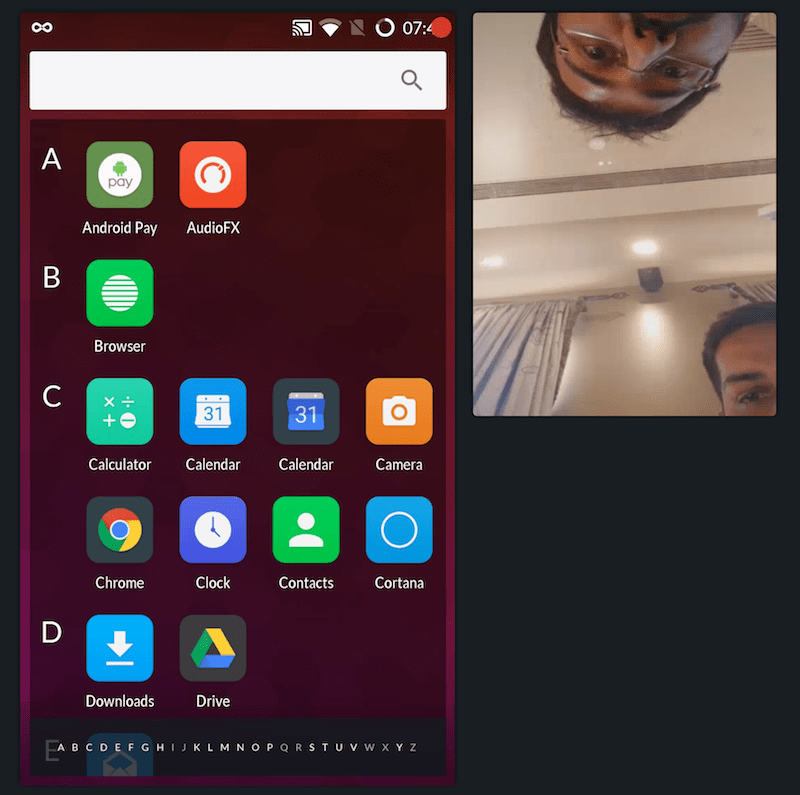 07:4
A
pay
Android Pay AudioFX
B
Browser
C
31 31
Calculator Calendar Calendar Camera
Chrome Clock Contacts Cortana
D
Downloads Drive
E
A B C D E F G H I J K L M N O P Q R S T U V W X Y Z